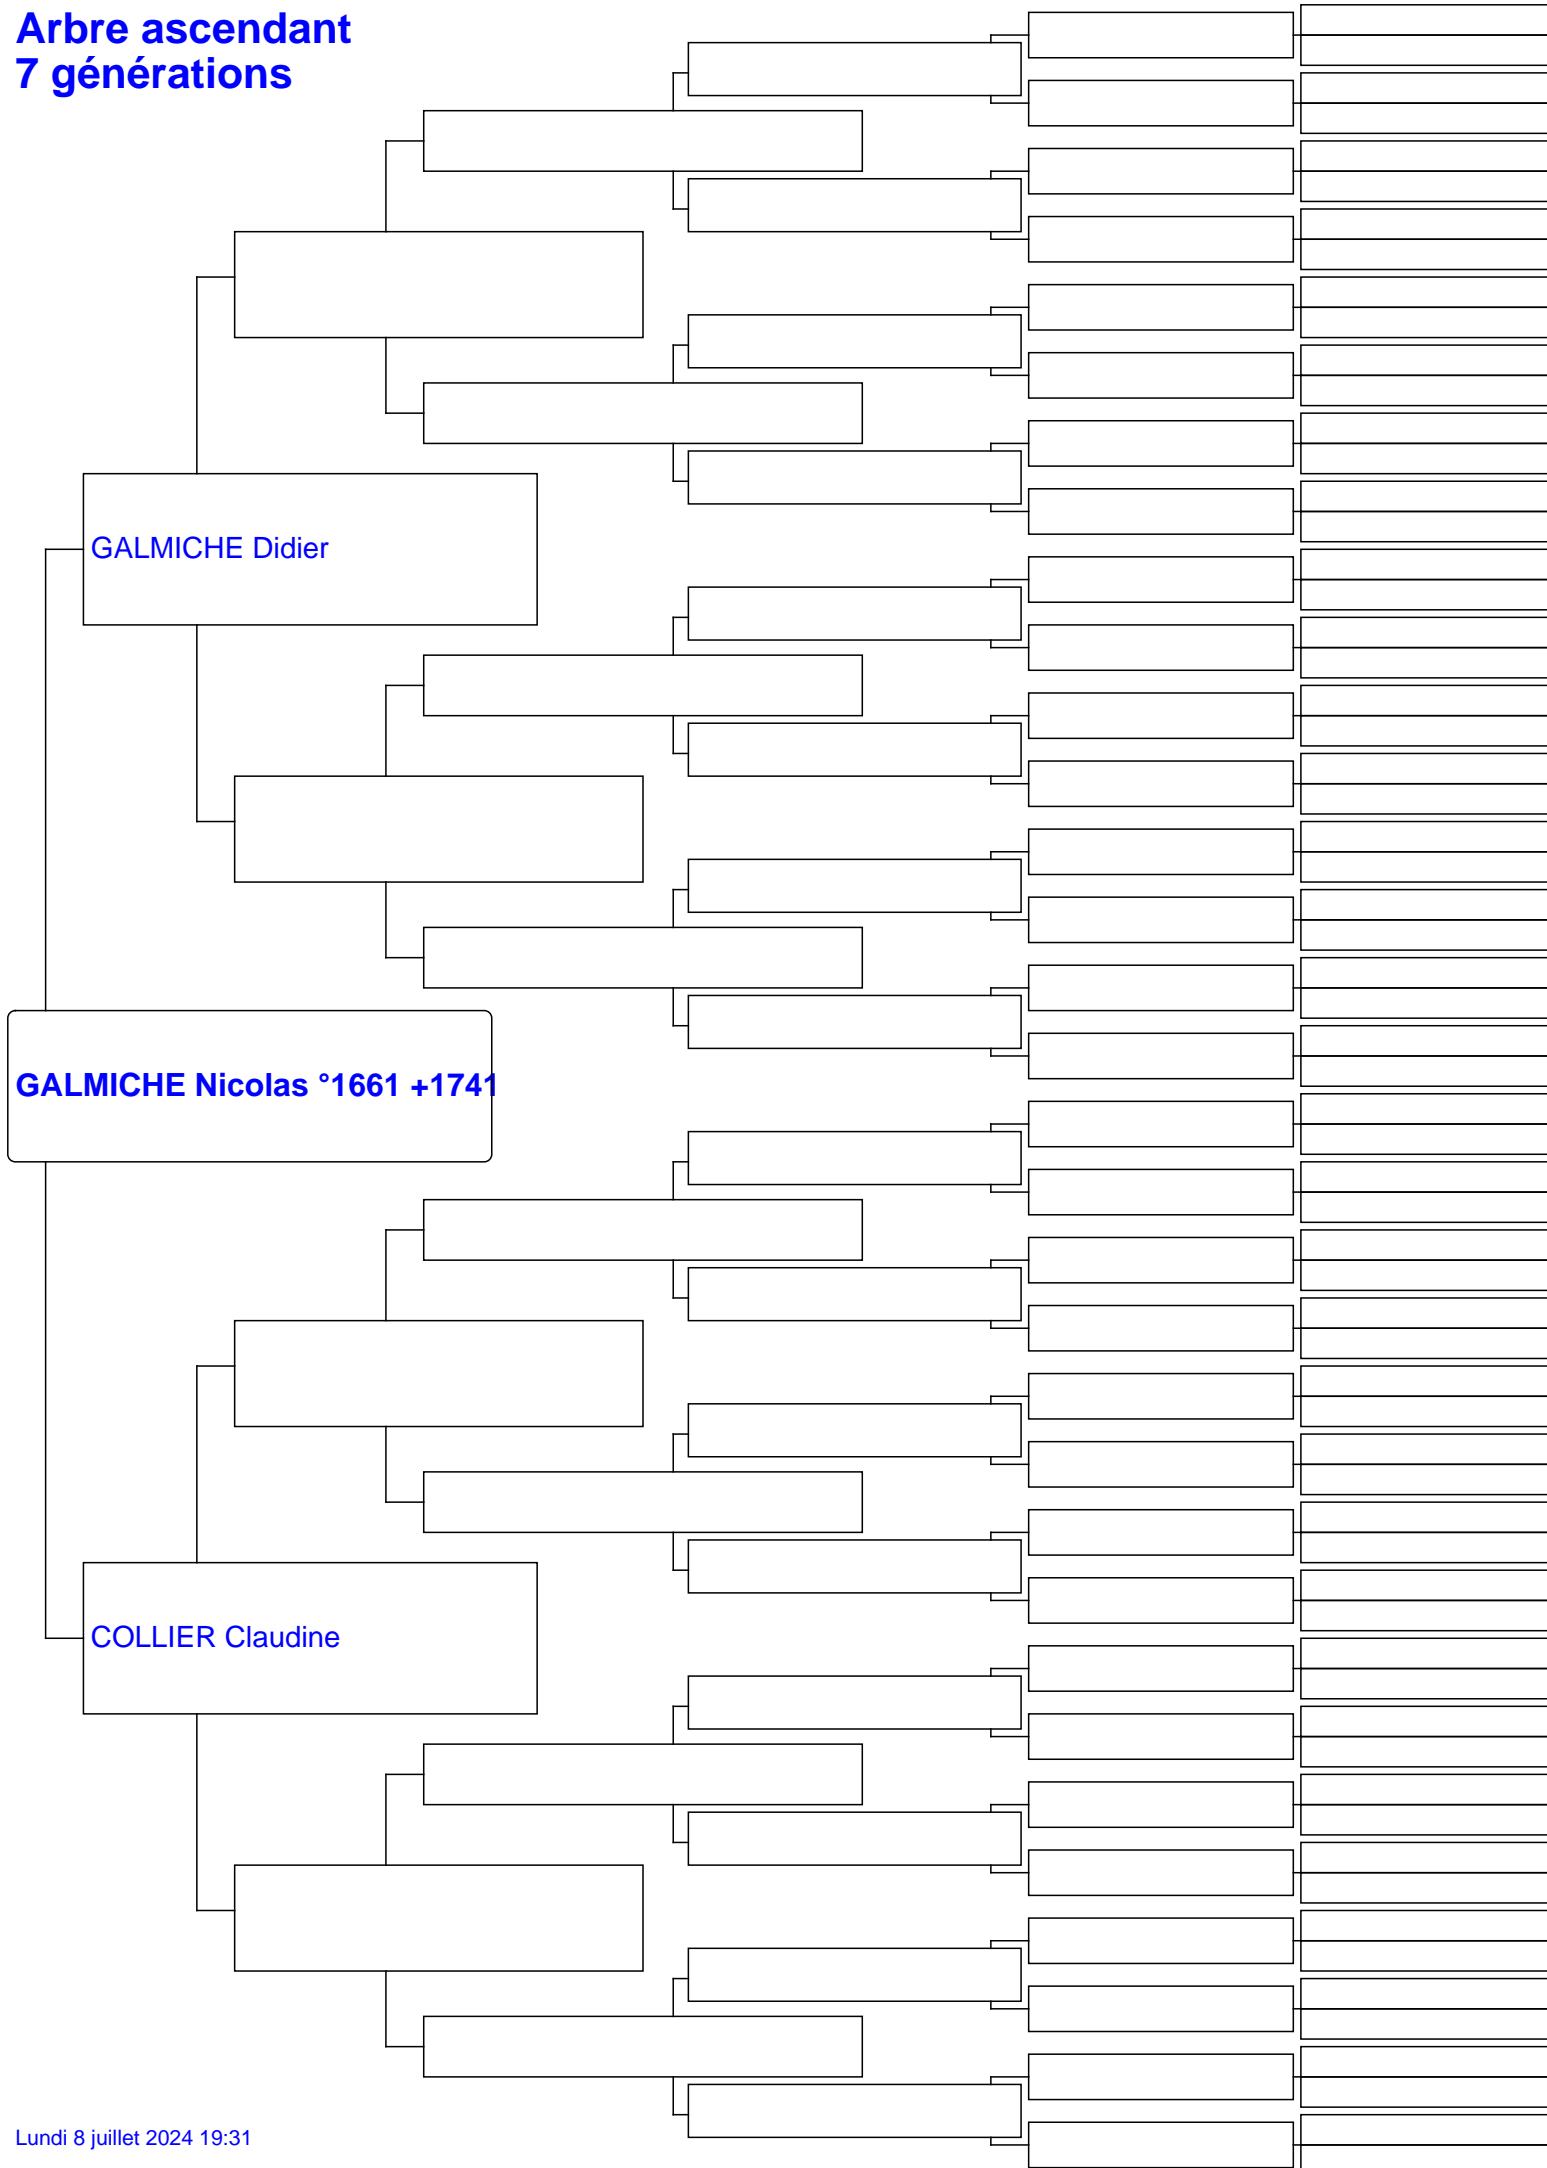 Arbre ascendant
7 générations
GALMICHE Didier
GALMICHE Nicolas °1661 +1741
COLLIER Claudine
Lundi 8 juillet 2024 19:31